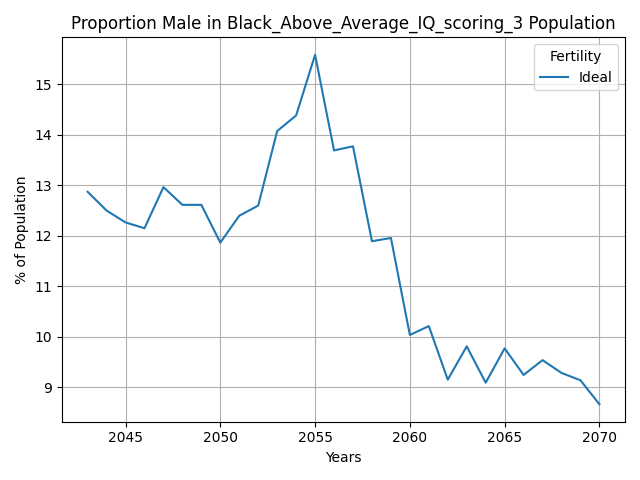 Proportion Male in Black_Above_Average_IQ_scoring_3 Population
Fertility
Ideal
% of Population
15
14
13
12
11
10
9
2045 2050 2055 2060 2065 2070
Years